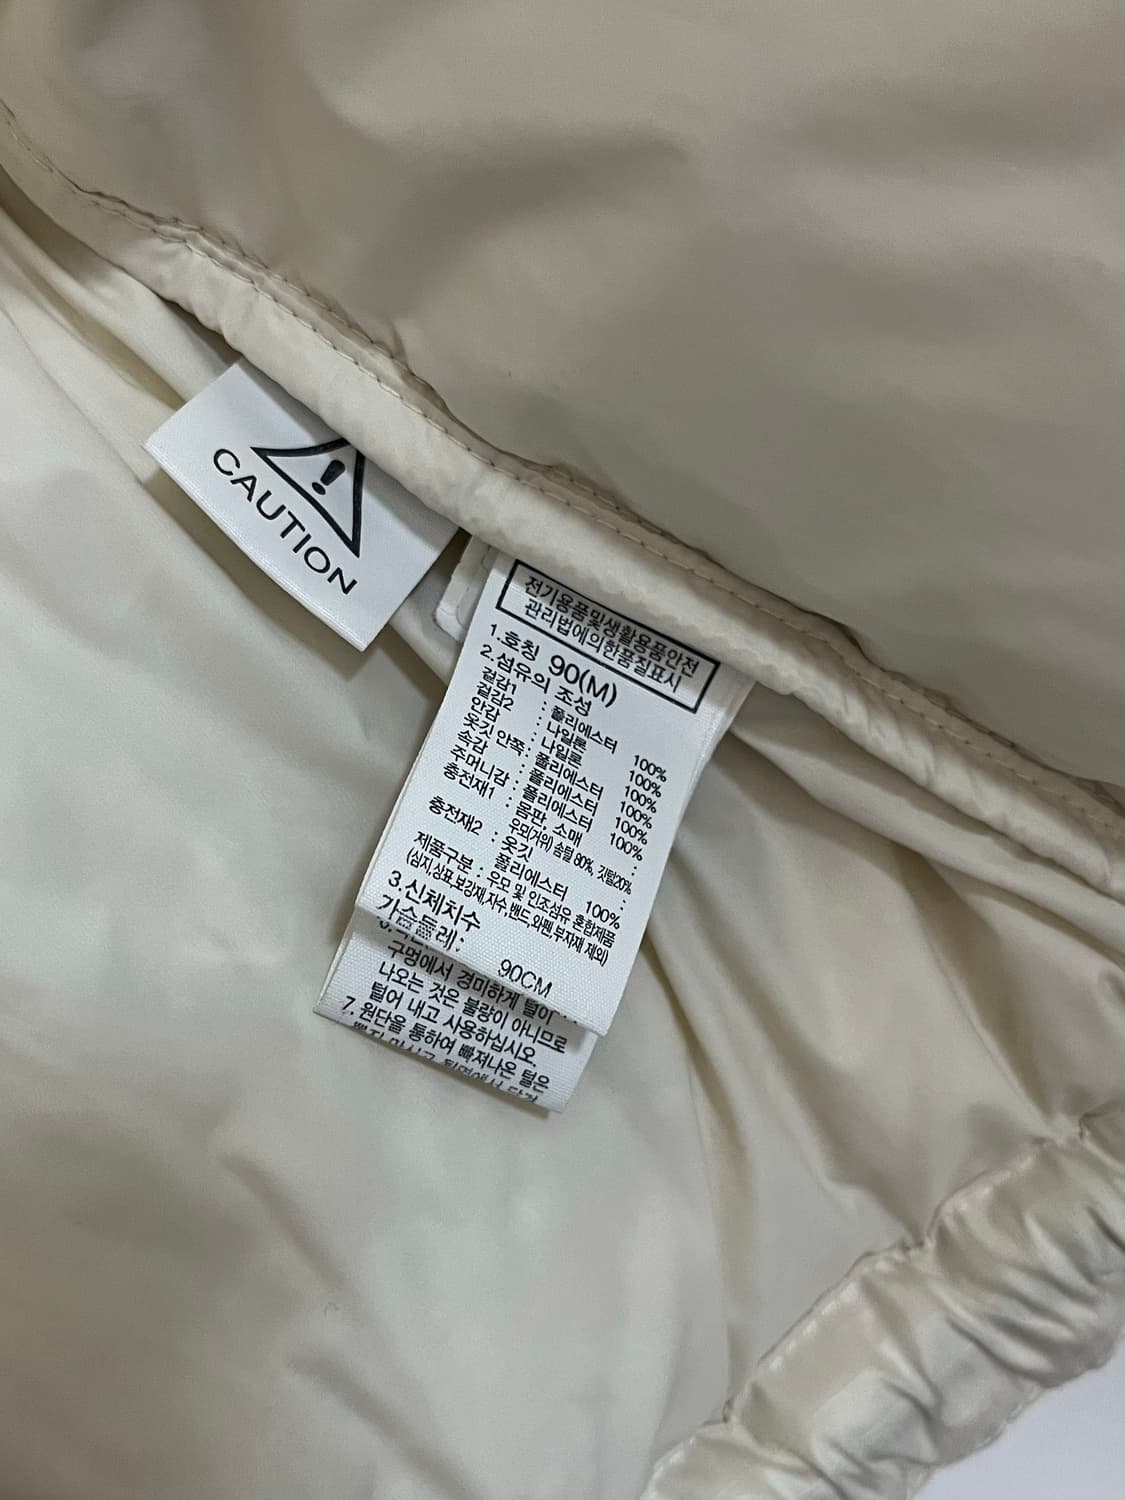 CAUTION
전기용품및생활용품안전
관리법에의한품질표시
1.호칭 90(M)
2.섬유의 조성
겉감1 : 폴리에스터 100%
겉감2 : 나일론 100%
안감 : 나일론 100%
옷깃 안쪽 : 폴리에스터 100%
속감 : 폴리에스터 100%
주머니감 : 폴리에스터 100%
충전재1 : 몸판, 소매 :
우모(거위) 솜털 80%, 깃털20%
충전재2 : 옷깃 :
폴리에스터 100%
제품구분 : 우모 및 인조섬유 혼합제품
(심지,상표,보강재,자수,밴드,와펜,부자재 제외)
3.신체치수
가슴둘레: 90CM
구멍에서 경미하게 털이
나오는 것은 불량이 아니므로
털어 내고 사용하십시오.
7. 원단을 통하여 빠져나온 털은